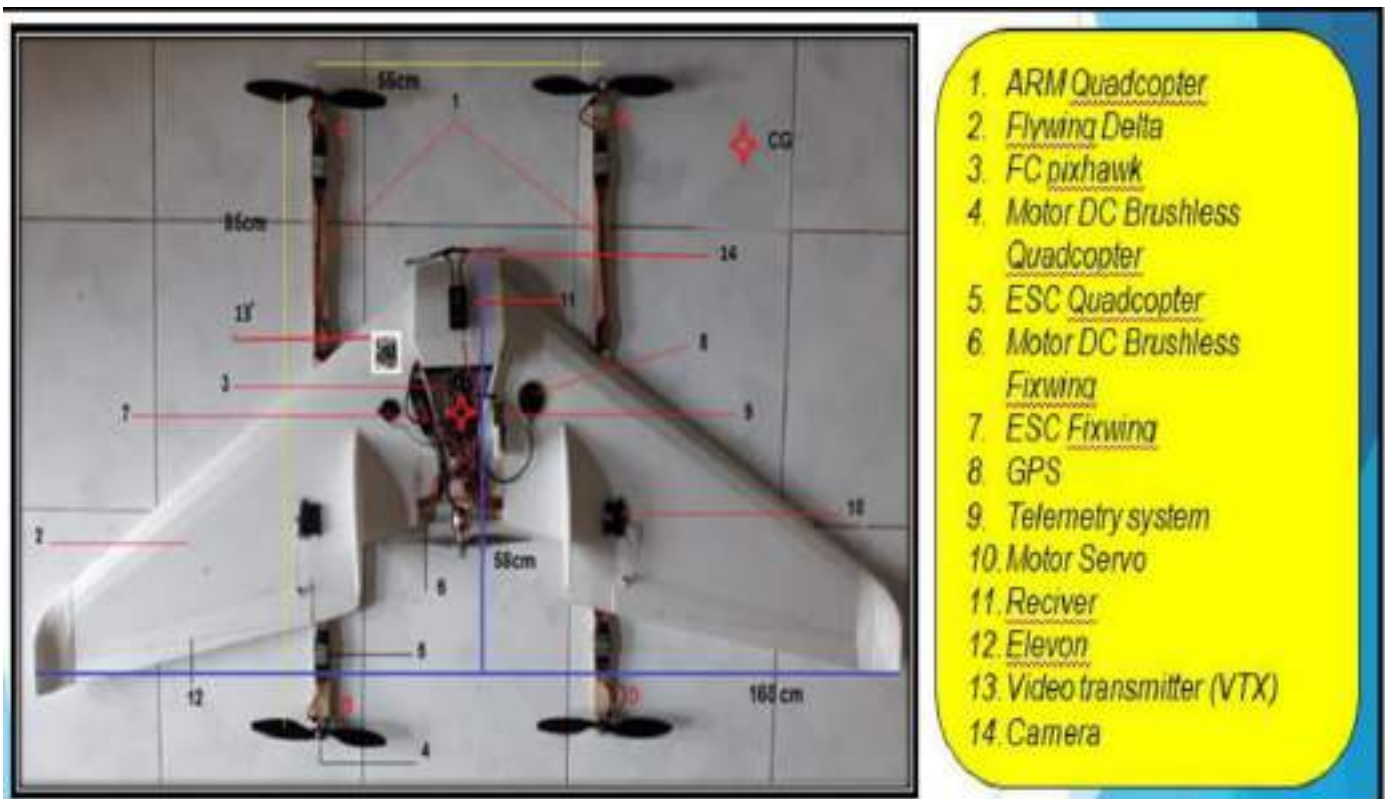 55cm
1
CG
95cm
14
13
11
8
3
7
9
2
10
58cm
6
5
12
160 cm
4
1. ARM Quadcopter
2. Flywing Delta
3. FC pixhawk
4. Motor DC Brushless
Quadcopter
5. ESC Quadcopter
6. Motor DC Brushless
Fixwing
7. ESC Fixwing
8. GPS
9. Telemetry system
10. Motor Servo
11. Reciver
12. Elevon
13. Video transmitter (VTX)
14. Camera